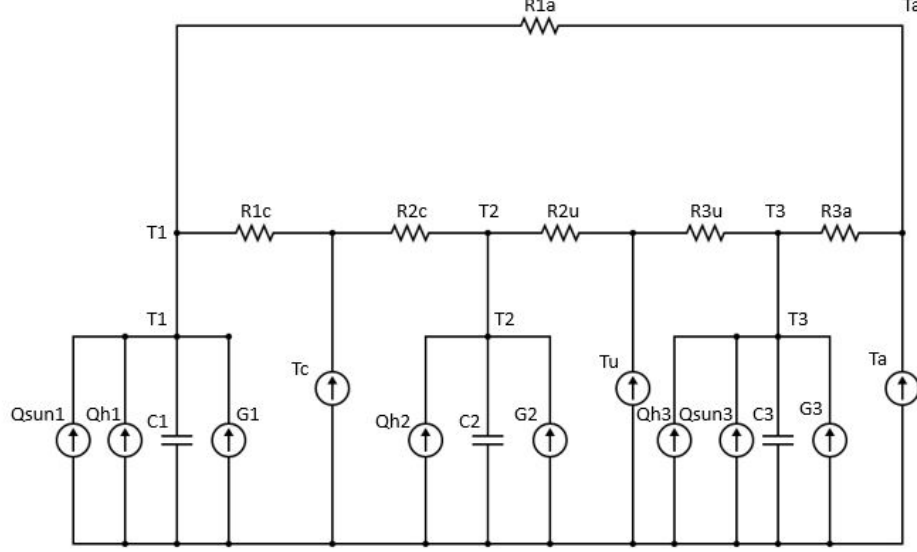 R1a
Ta
R1c
R2c
T2
R2u
R3u
T3
R3a
T1
T1
T2
T3
Tc
Tu
Ta
Qsun1
Qh1
C1
G1
Qh2
C2
G2
Qh3
Qsun3
C3
G3